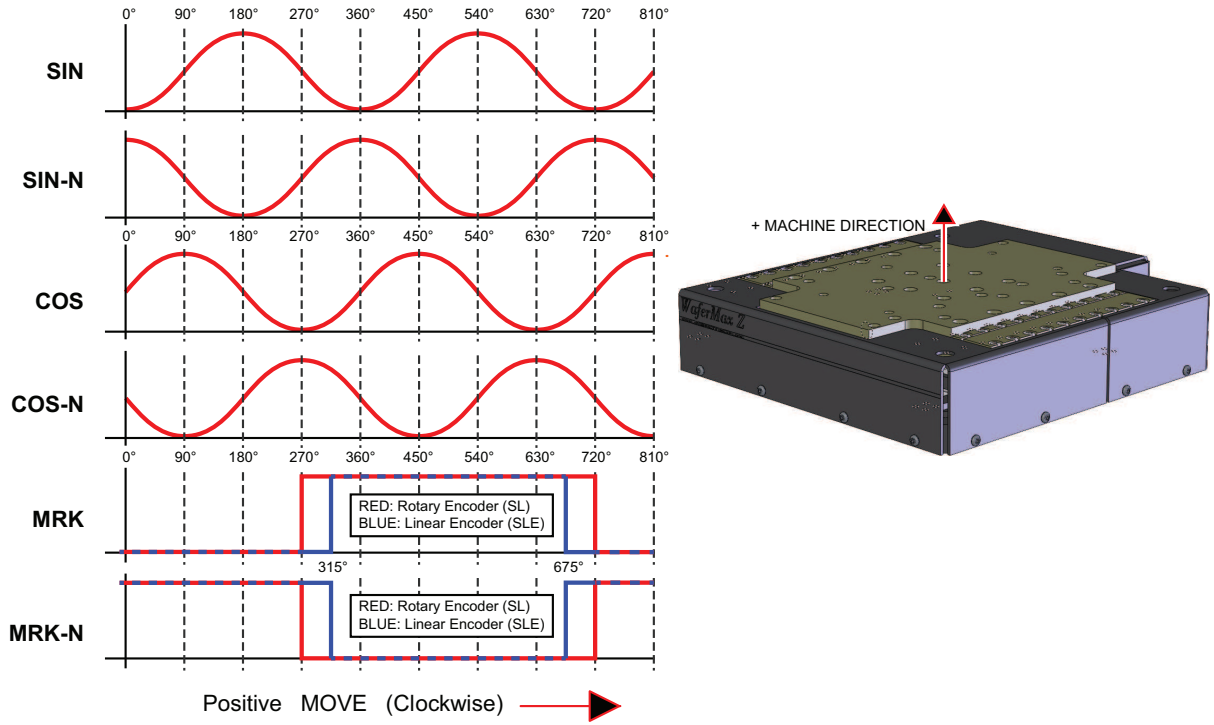 0° 90° 180° 270° 360° 450° 540° 630° 720° 810°
SIN
SIN-N
0° 90° 180° 270° 360° 450° 540° 630° 720° 810°
COS
COS-N
0° 90° 180° 270° 360° 450° 540° 630° 720° 810°
MRK
RED: Rotary Encoder (SL)
BLUE: Linear Encoder (SLE)
315° 675°
MRK-N
RED: Rotary Encoder (SL)
BLUE: Linear Encoder (SLE)
Positive MOVE (Clockwise)
+ MACHINE DIRECTION
WaferMax Z